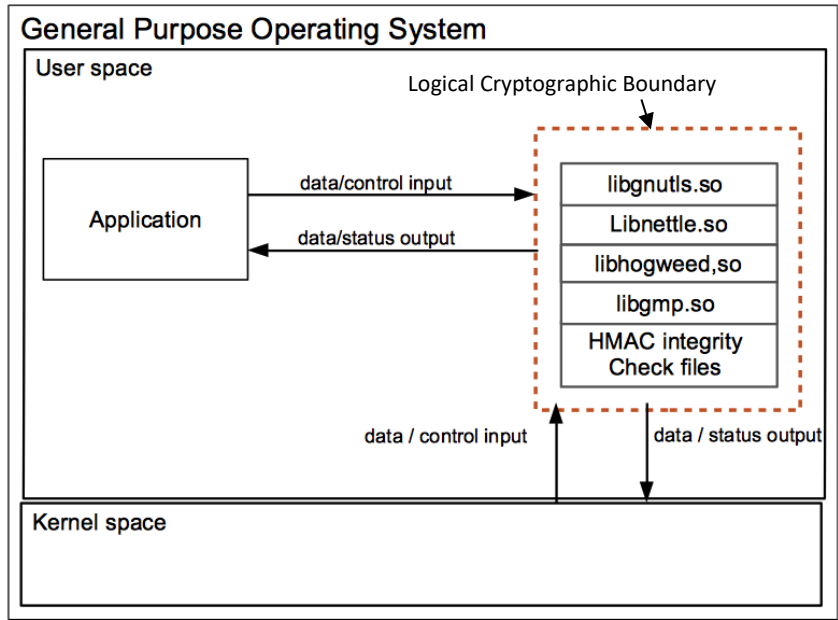 General Purpose Operating System
User space
Logical Cryptographic Boundary
data/control input
Application
data/status output
libgnutls.so
Libnettle.so
libhogweed,so
libgmp.so
HMAC integrity
Check files
data / control input
data / status output
Kernel space